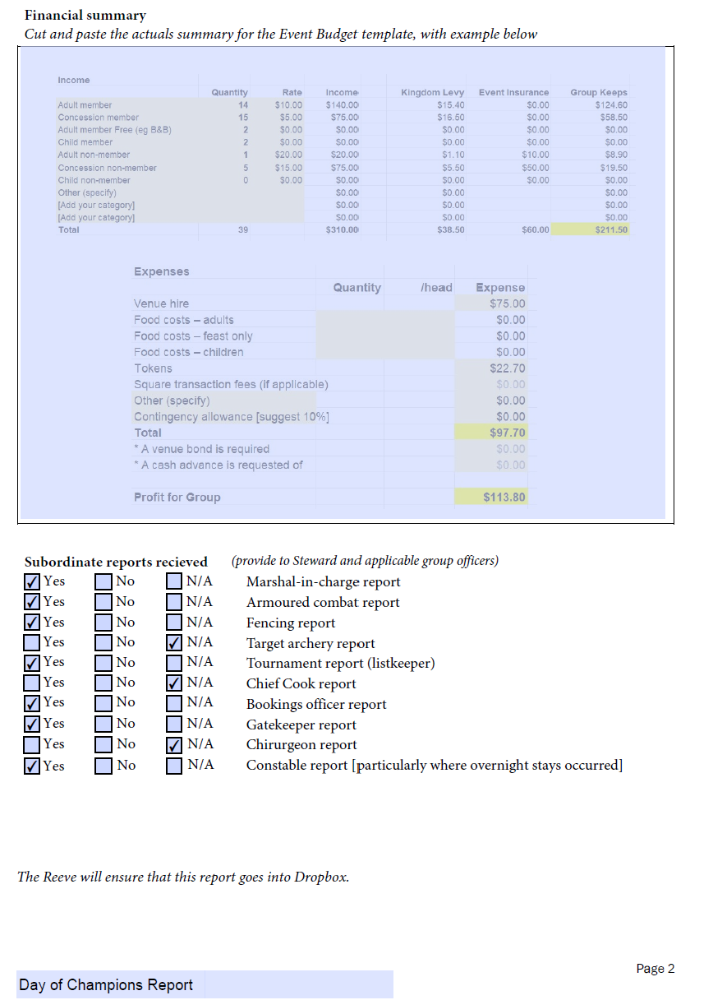 Financial summary
Cut and paste the actuals summary for the Event Budget template, with example below
Income
Quantity Rate Income Kingdom Levy Event Insurance Group Keeps
Adult member 14 $10.00 $140.00 $15.40 $0.00 $124.60
Concession member 15 $5.00 $75.00 $16.50 $0.00 $58.50
Adult member Free (eg B&B) 2 $0.00 $0.00 $0.00 $0.00 $0.00
Child member 2 $0.00 $0.00 $0.00 $0.00 $0.00
Adult non-member 1 $20.00 $20.00 $1.10 $10.00 $8.90
Concession non-member 5 $15.00 $75.00 $5.50 $50.00 $19.50
Child non-member 0 $0.00 $0.00 $0.00 $0.00 $0.00
Other (specify) $0.00 $0.00 $0.00
[Add your category] $0.00 $0.00 $0.00
[Add your category] $0.00 $0.00 $0.00
Total 39 $310.00 $38.50 $60.00 $211.50
Expenses
Quantity /head Expense
Venue hire $75.00
Food costs – adults $0.00
Food costs – feast only $0.00
Food costs – children $0.00
Tokens $22.70
Square transaction fees (if applicable) $0.00
Other (specify) $0.00
Contingency allowance [suggest 10%] $0.00
Total $97.70
* A venue bond is required $0.00
* A cash advance is requested of $0.00
Profit for Group $113.80
Subordinate reports recieved (provide to Steward and applicable group officers)
✓ Yes No N/A Marshal-in-charge report
✓ Yes No N/A Armoured combat report
✓ Yes No N/A Fencing report
Yes No ✓ N/A Target archery report
✓ Yes No N/A Tournament report (listkeeper)
Yes No ✓ N/A Chief Cook report
✓ Yes No N/A Bookings officer report
✓ Yes No N/A Gatekeeper report
Yes No ✓ N/A Chirurgeon report
✓ Yes No N/A Constable report [particularly where overnight stays occurred]
The Reeve will ensure that this report goes into Dropbox.
Page 2
Day of Champions Report